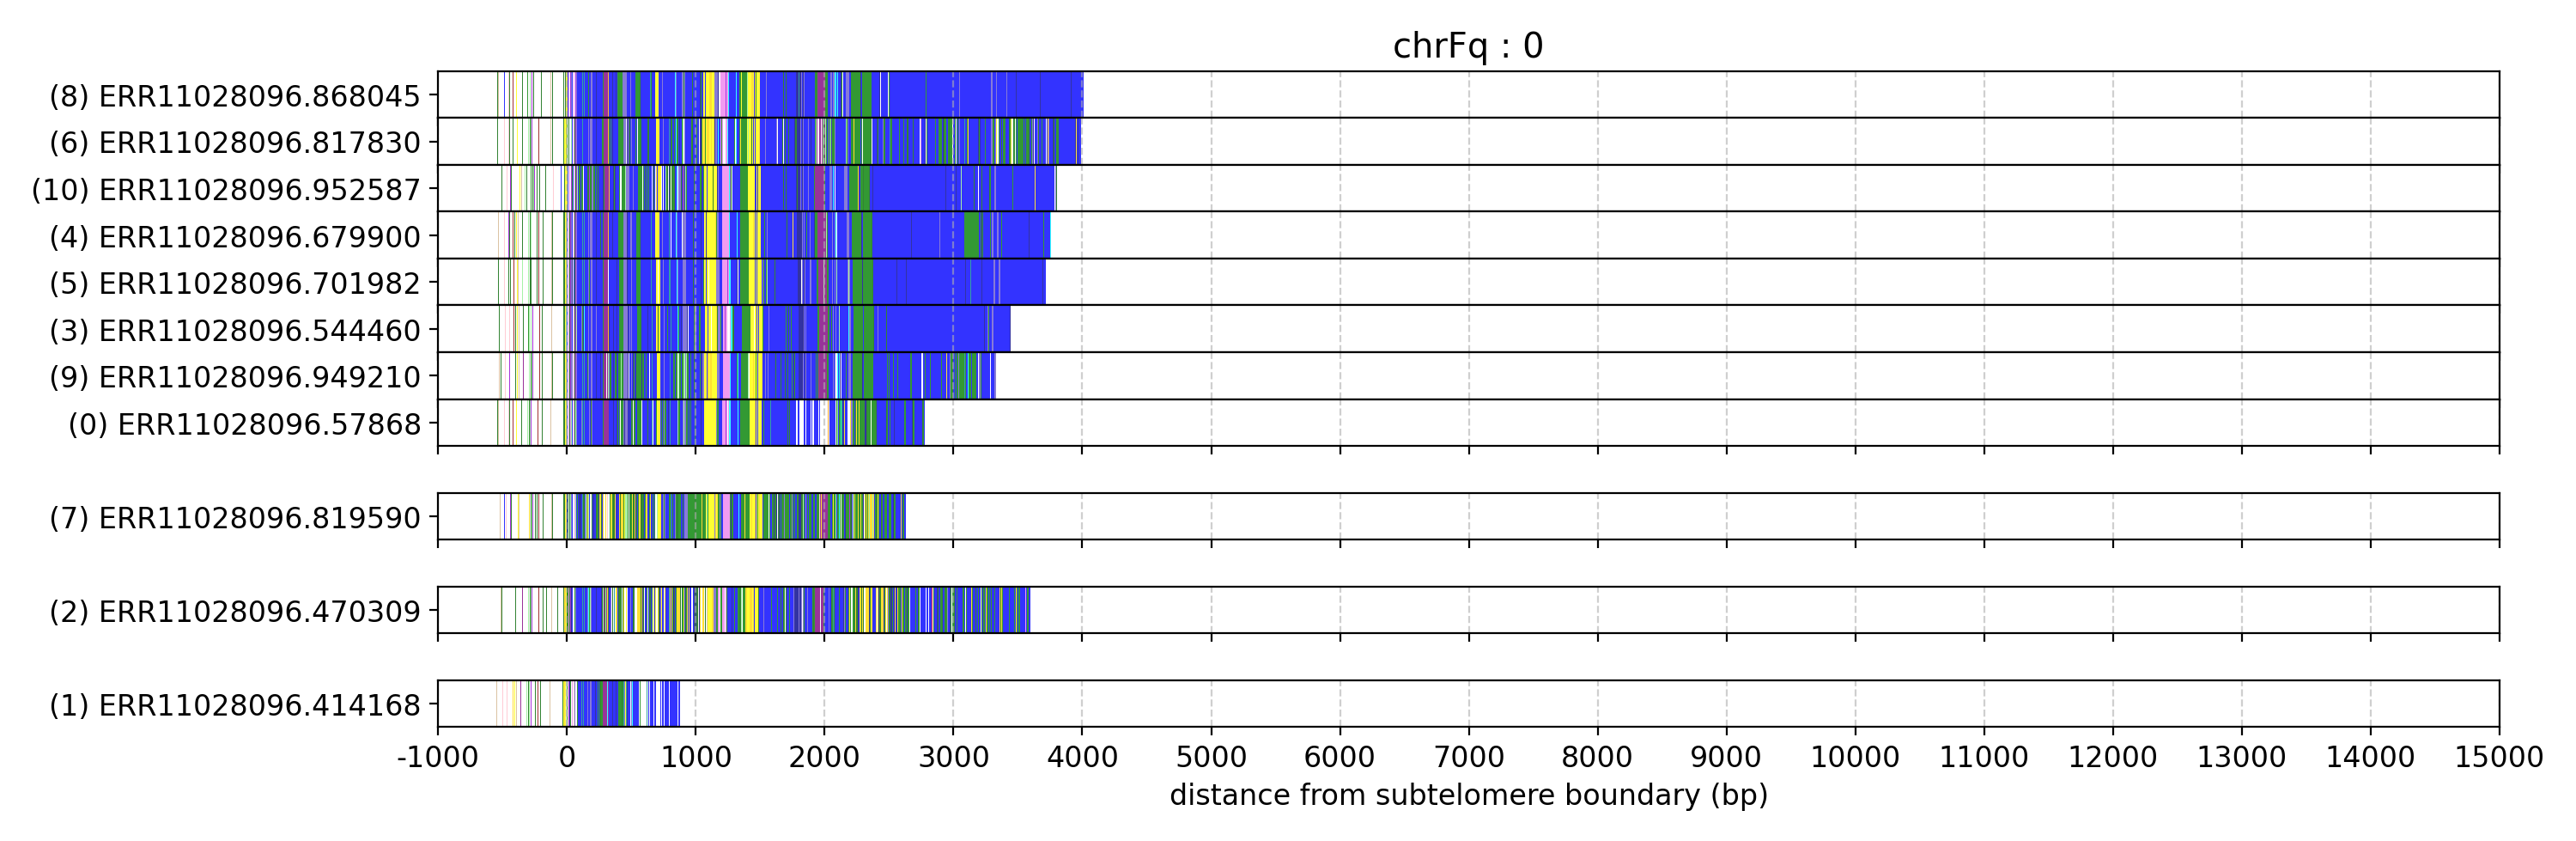 chrFq : 0
(8) ERR11028096.868045
(6) ERR11028096.817830
(10) ERR11028096.952587
(4) ERR11028096.679900
(5) ERR11028096.701982
(3) ERR11028096.544460
(9) ERR11028096.949210
(0) ERR11028096.57868
(7) ERR11028096.819590
(2) ERR11028096.470309
(1) ERR11028096.414168
-1000 0 1000 2000 3000 4000 5000 6000 7000 8000 9000 10000 11000 12000 13000 14000 15000
distance from subtelomere boundary (bp)